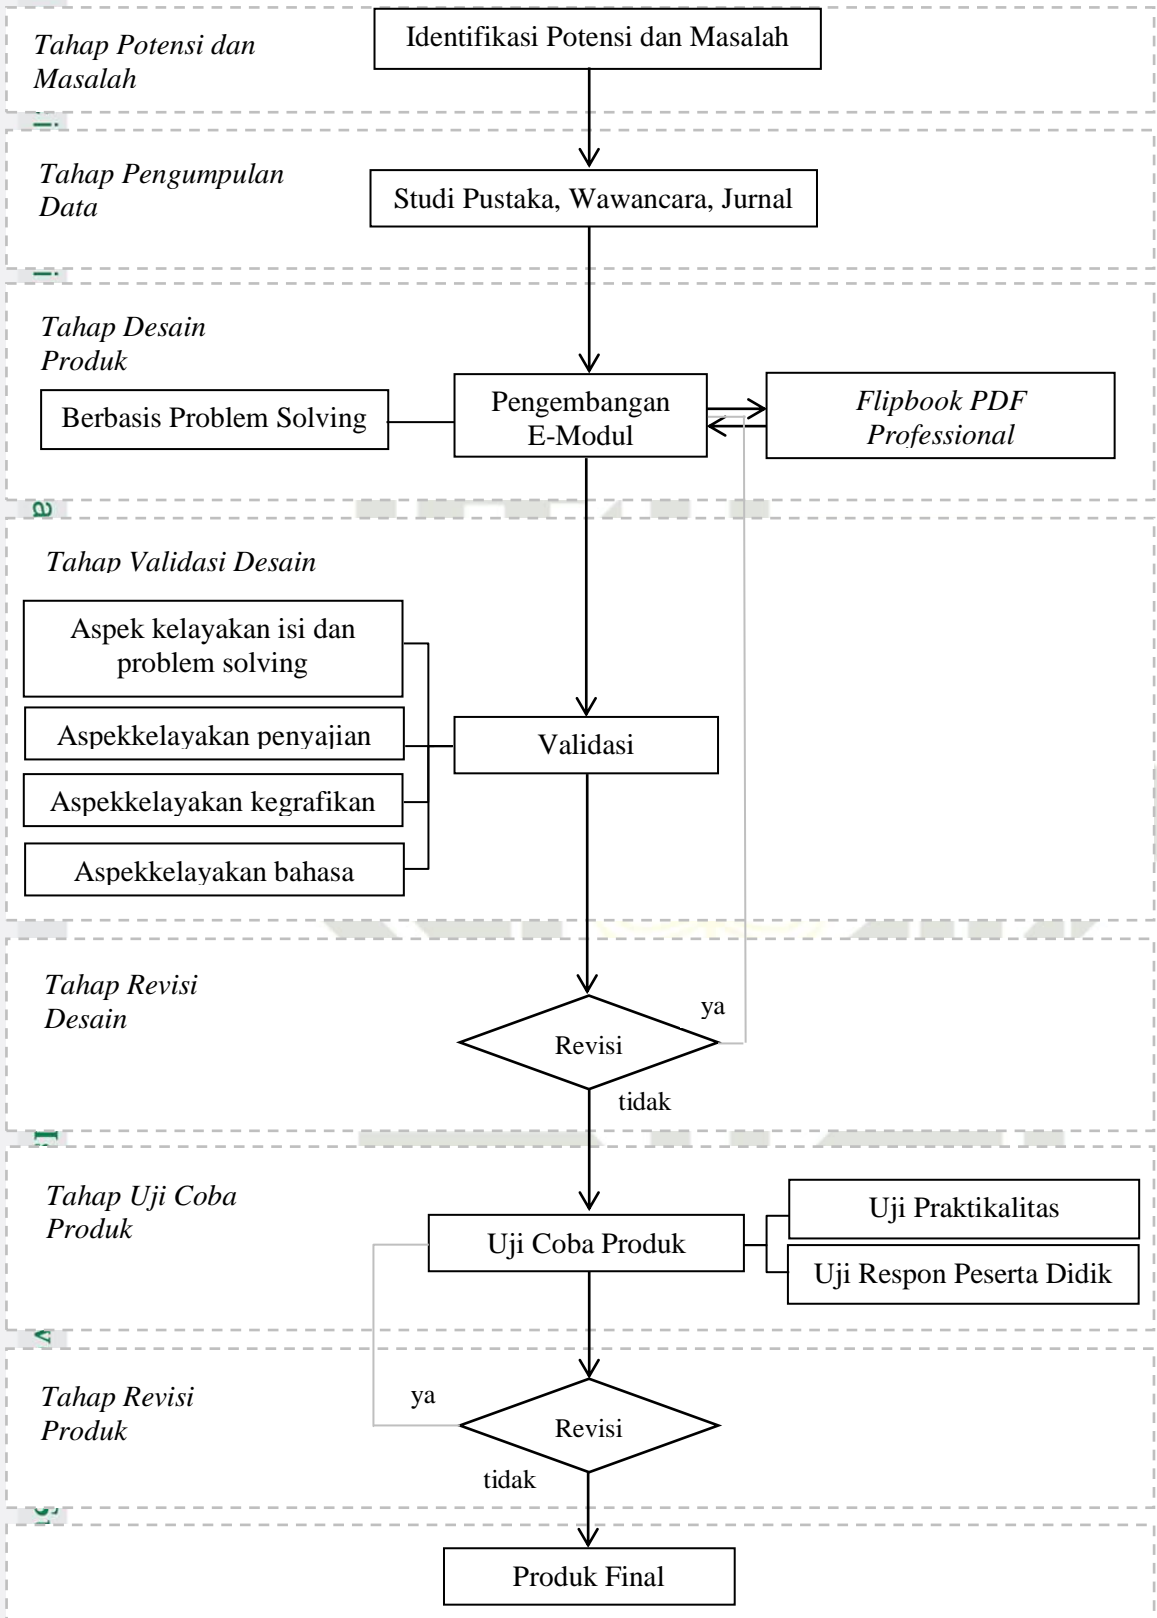 Tahap Potensi dan
Masalah
Identifikasi Potensi dan Masalah
Tahap Pengumpulan
Data
Studi Pustaka, Wawancara, Jurnal
Tahap Desain
Produk
Berbasis Problem Solving
Pengembangan
E-Modul
Flipbook PDF
Professional
Tahap Validasi Desain
Aspek kelayakan isi dan
problem solving
Aspekkelayakan penyajian
Aspekkelayakan kegrafikan
Aspekkelayakan bahasa
Validasi
Tahap Revisi
Desain
Revisi
ya
tidak
Tahap Uji Coba
Produk
Uji Coba Produk
Uji Praktikalitas
Uji Respon Peserta Didik
Tahap Revisi
Produk
ya
Revisi
tidak
Produk Final